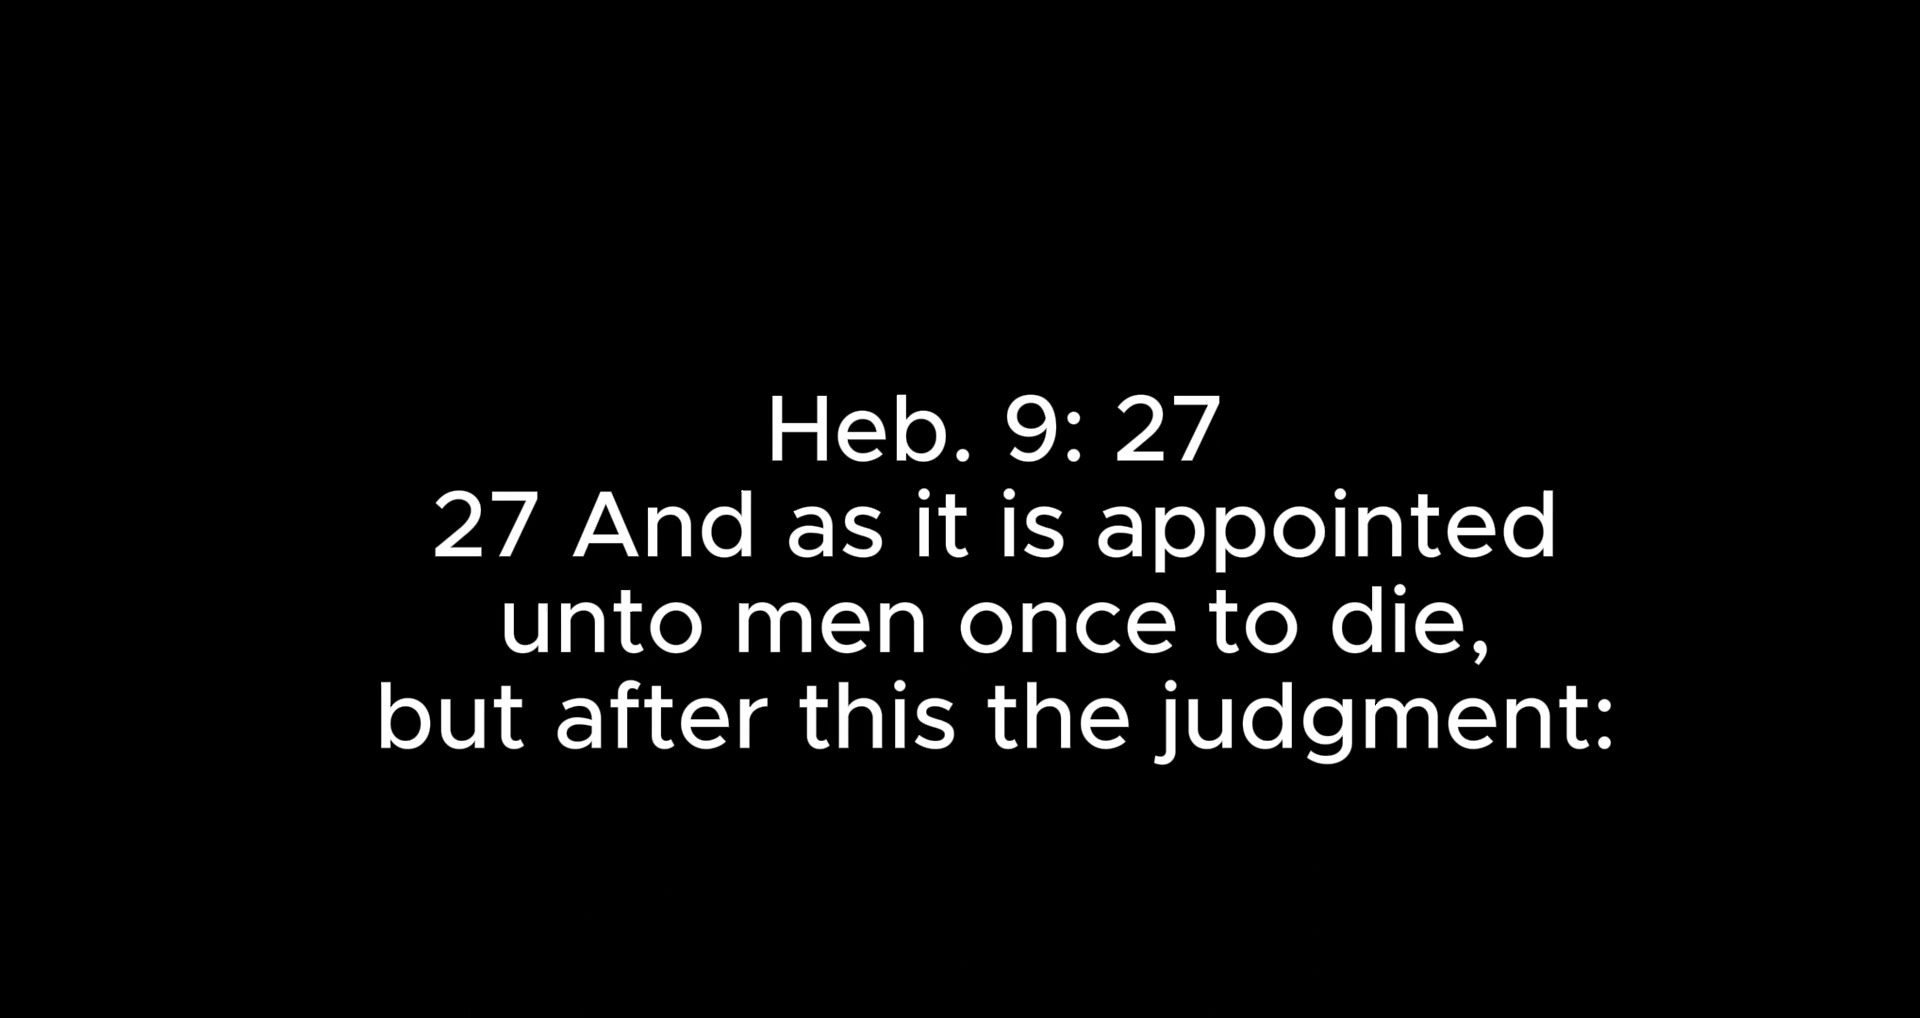 Heb. 9: 27
27 And as it is appointed
unto men once to die,
but after this the judgment: